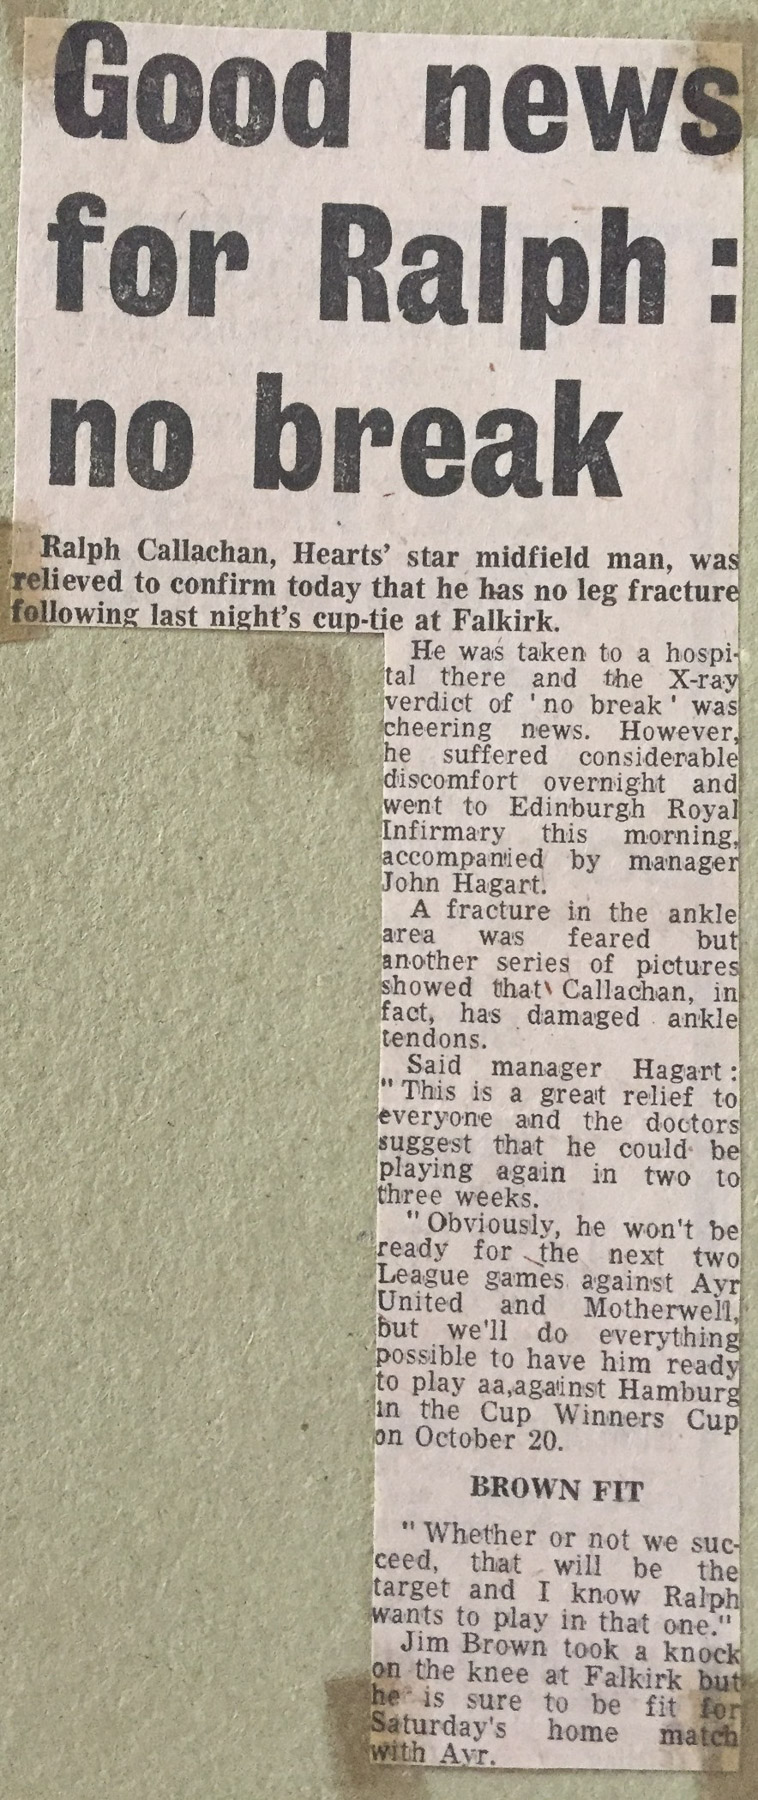 Good news
for Ralph :
no break
Ralph Callachan, Hearts' star midfield man, was
relieved to confirm today that he has no leg fracture
following last night's cup-tie at Falkirk.
He was taken to a hospi-
tal there and the X-ray
verdict of 'no break' was
cheering news. However,
he suffered considerable
discomfort overnight and
went to Edinburgh Royal
Infirmary this morning,
accompanied by manager
John Hagart.
A fracture in the ankle
area was feared but
another series of pictures
showed that Callachan, in
fact, has damaged ankle
tendons.
Said manager Hagart :
"This is a great relief to
everyone and the doctors
suggest that he could be
playing again in two to
three weeks.
"Obviously, he won't be
ready for the next two
League games against Ayr
United and Motherwell,
but we'll do everything
possible to have him ready
to play aa,against Hamburg
in the Cup Winners Cup
on October 20.
BROWN FIT
"Whether or not we suc-
ceed, that will be the
target and I know Ralph
wants to play in that one."
Jim Brown took a knock
on the knee at Falkirk but
he is sure to be fit for
Saturday's home match
with Ayr.